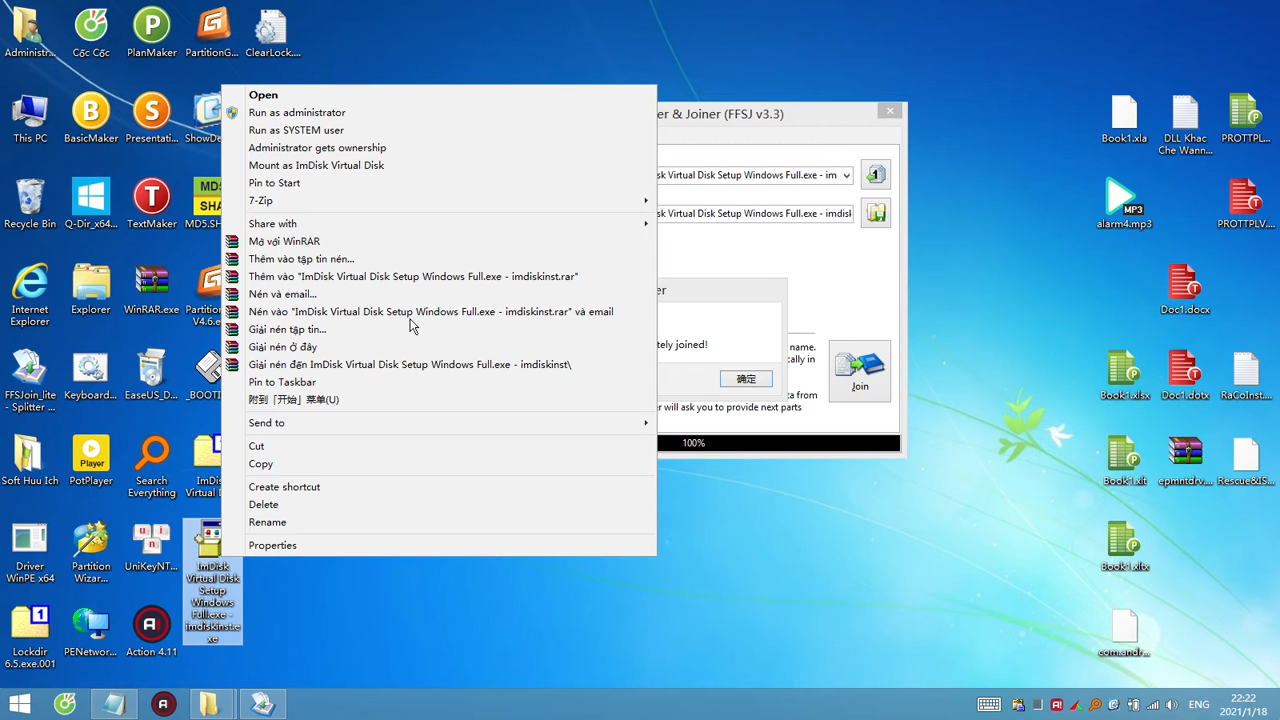 Administr...
Cốc Cốc
PlanMaker
PartitionG...
ClearLock....
This PC
BasicMaker
Presentati...
ShowDe
Recycle Bin
Q-Dir_x64...
TextMaker
MD5
SHA
MD5.SH
Internet
Explorer
Explorer
WinRAR.exe
Partition
V4.6.e
FFSJoin_lite
- Splitter ...
Keyboard...
EaseUS_D...
_BOOTI
Soft Huu Ich
Player
PotPlayer
Search
Everything
ImDi
Virtual D
Driver
WinPE x64
Partition
Wizar...
UniKeyNT...
ImDisk
Virtual Disk
Setup
Windows
Full.exe -
imdiskinst.e
xe
Lockdir
6.5.exe.001
PENetwor...
Action 4.11
Open
Run as administrator
Run as SYSTEM user
Administrator gets ownership
Mount as ImDisk Virtual Disk
Pin to Start
7-Zip
Share with
Mở với WinRAR
Thêm vào tập tin nén...
Thêm vào "ImDisk Virtual Disk Setup Windows Full.exe - imdiskinst.rar"
Nén và email...
Nén vào "ImDisk Virtual Disk Setup Windows Full.exe - imdiskinst.rar" và email
Giải nén tập tin...
Giải nén ở đây
Giải nén đến ImDisk Virtual Disk Setup Windows Full.exe - imdiskinst\
Pin to Taskbar
附到「开始」菜单(U)
Send to
Cut
Copy
Create shortcut
Delete
Rename
Properties
er & Joiner (FFSJ v3.3)
sk Virtual Disk Setup Windows Full.exe - im
sk Virtual Disk Setup Windows Full.exe - imdisk
er
tely joined!
确定
name.
cally in
ta from
er will ask you to provide next parts
Join
100%
Book1.xla
DLL Khac
Che Wann...
PROTTPL...
MP3
alarm4.mp3
PROTTPLV...
Doc1.docx
Book1.xlsx
Doc1.dotx
RaCoInst...
Book1.xlt
epmntdrv....
Rescue&IS...
Book1.xltx
com.andr...
ENG
22:22
2021/1/18